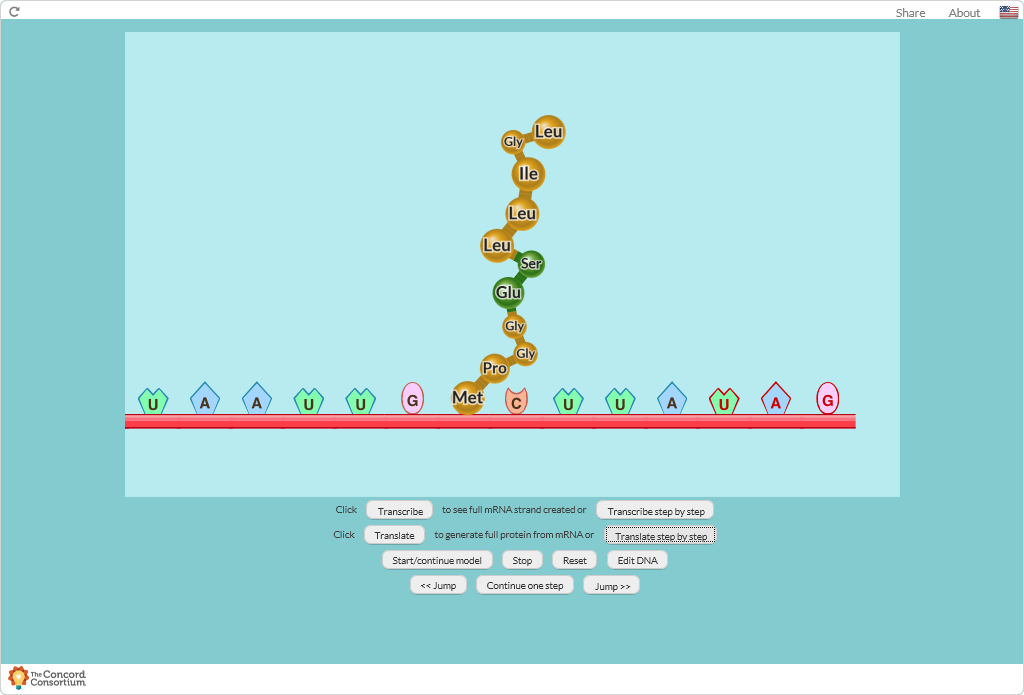 Share About
Leu
Gly
Ile
Leu
Leu
Ser
Glu
Gly
Gly
Pro
Met
U A A U U G C U U A U A G
Click Transcribe to see full mRNA strand created or Transcribe step by step
Click Translate to generate full protein from mRNA or Translate step by step
Start/continue model Stop Reset Edit DNA
<< Jump Continue one step Jump >>
The Concord
Consortium